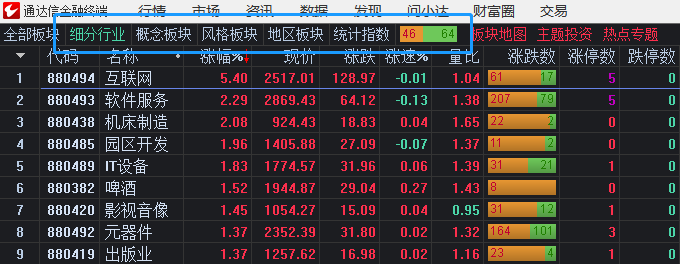 通达信金融终端 行情 市场 资讯 数据 发现 问小达 财富圈 交易
全部板块 细分行业 概念板块 风格板块 地区板块 统计指数 46 64 板块地图 主题投资 热点专题
代码 名称 涨幅%↓ 现价 涨跌 涨速% 量比 涨跌数 涨停数 跌停数
1 880494 互联网 5.40 2517.01 128.97 -0.01 1.04 61 17 5 0
2 880493 软件服务 2.29 2869.43 64.12 -0.13 1.38 207 79 5 0
3 880438 机床制造 2.08 924.43 18.83 0.04 1.65 22 2 0 0
4 880485 园区开发 1.96 1405.88 27.09 -0.07 1.37 11 2 0 0
5 880489 IT设备 1.83 1774.57 31.96 0.06 1.39 31 21 1 0
6 880382 啤酒 1.52 1944.87 29.04 0.27 1.43 8 0 0 0
7 880420 影视音像 1.45 1054.27 15.09 0.04 0.95 31 12 1 0
8 880492 元器件 1.37 2352.39 31.80 0.02 1.32 164 101 3 0
9 880419 出版业 1.37 1257.62 16.98 0.02 1.16 23 4 1 0